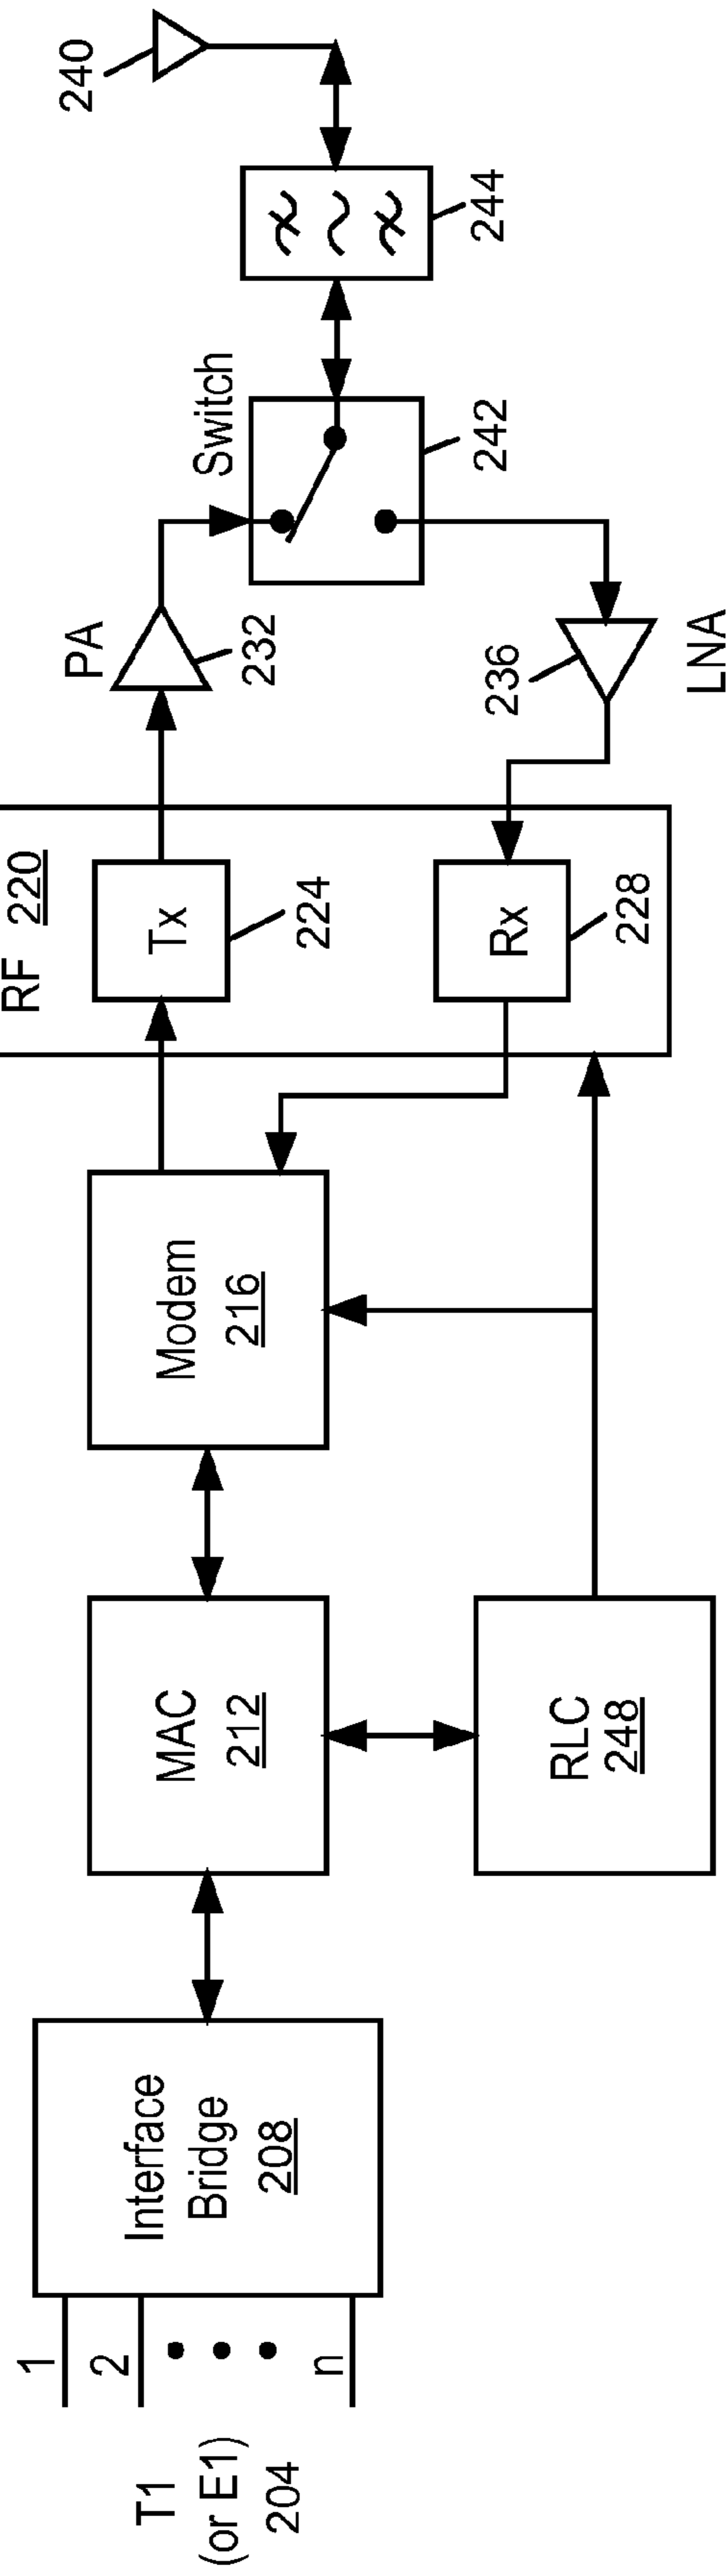 T1
(or E1)
204
1
2
n
Interface
Bridge
208
MAC
212
RLC
248
Modem
216
RF 220
Tx
224
Rx
228
PA
232
236
LNA
Switch
242
244
240